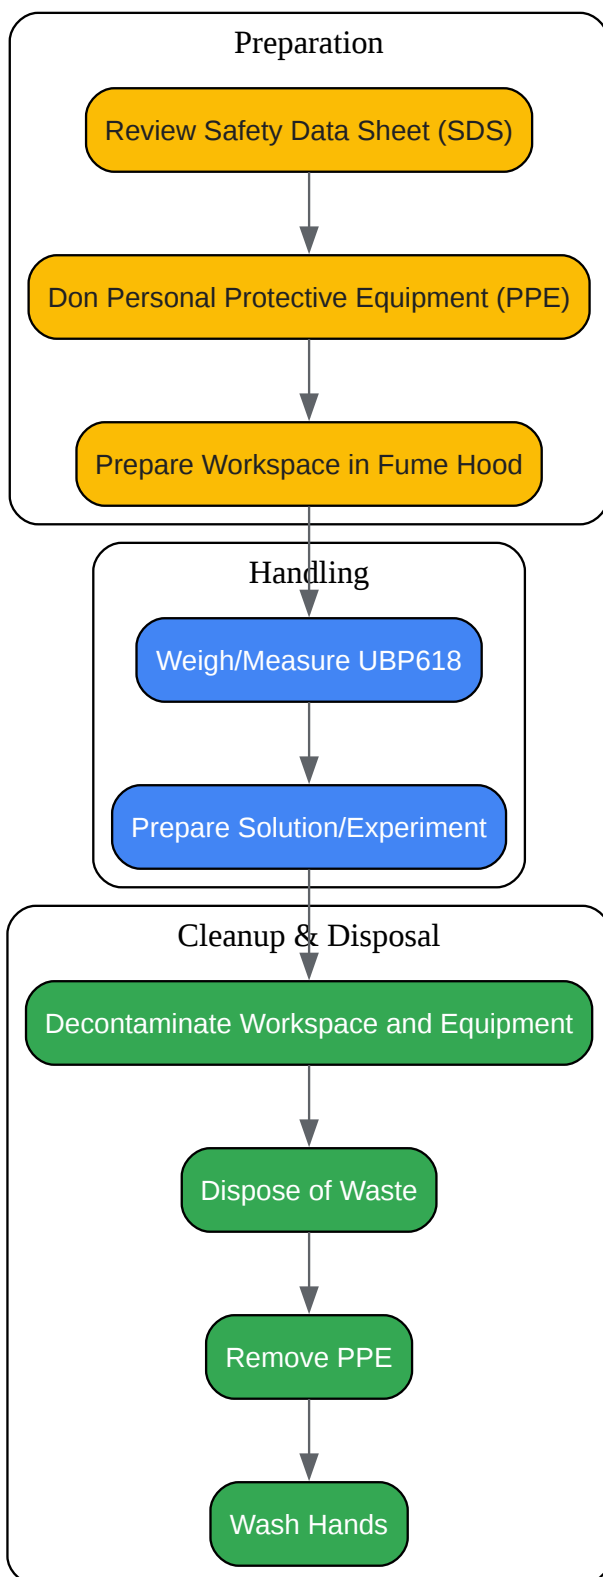 Preparation
Review Safety Data Sheet (SDS)
Don Personal Protective Equipment (PPE)
Prepare Workspace in Fume Hood
Handling
Weigh/Measure UBP618
Prepare Solution/Experiment
Cleanup & Disposal
Decontaminate Workspace and Equipment
Dispose of Waste
Remove PPE
Wash Hands